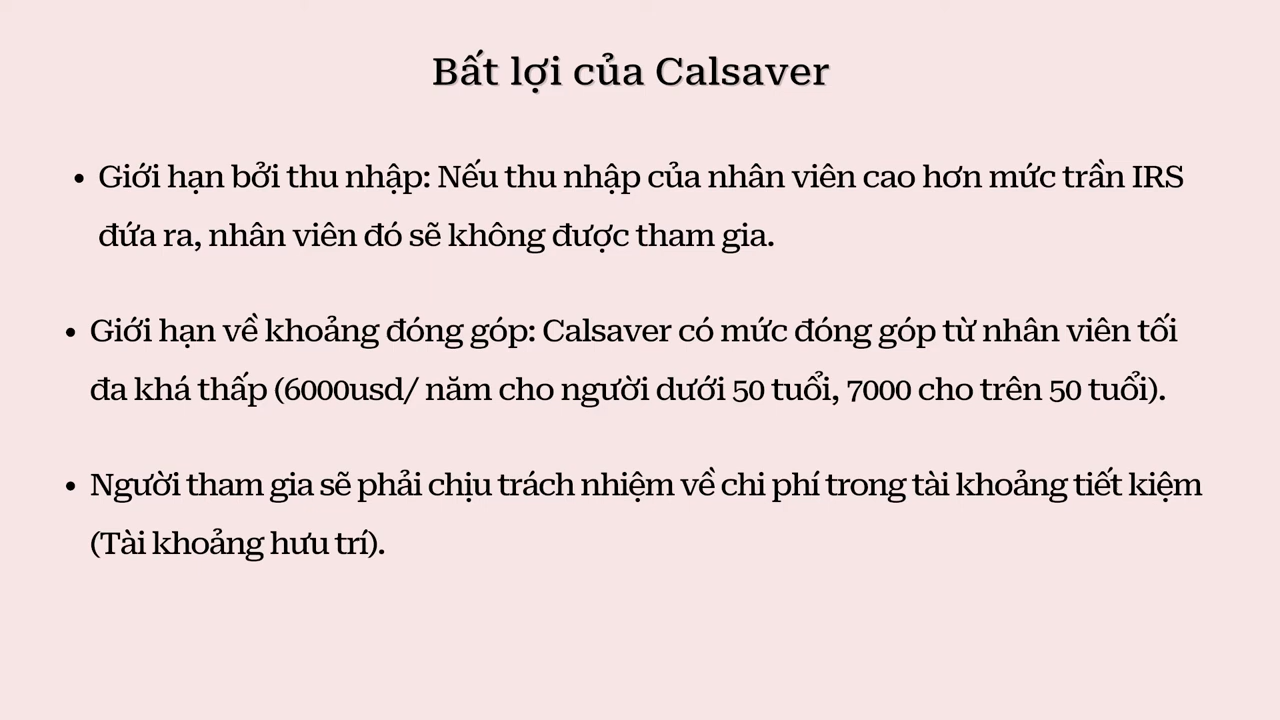 Bất lợi của Calsaver
• Giới hạn bởi thu nhập: Nếu thu nhập của nhân viên cao hơn mức trần IRS
đứa ra, nhân viên đó sẽ không được tham gia.
• Giới hạn về khoảng đóng góp: Calsaver có mức đóng góp từ nhân viên tối
đa khá thấp (6000usd/ năm cho người dưới 50 tuổi, 7000 cho trên 50 tuổi).
• Người tham gia sẽ phải chịu trách nhiệm về chi phí trong tài khoảng tiết kiệm
(Tài khoảng hưu trí).